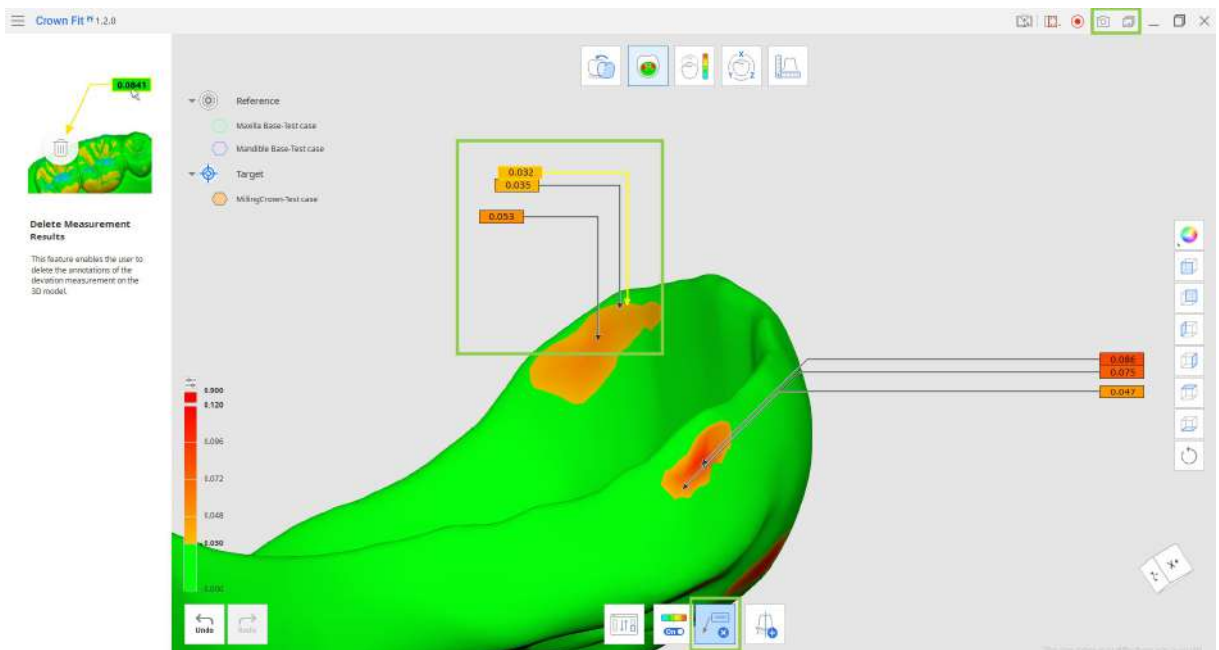 Crown Fit 1.2.0
0.0841
Delete Measurement
Results
This feature enables the user to
delete the annotations of the
deviation measurement on the
3D model.
Reference
Maxilla Base-Test case
Mandible Base-Test case
Target
MillingCrown-Test case
0.032
0.035
0.053
0.086
0.075
0.047
0.900
0.120
0.096
0.072
0.048
0.030
0.000
Undo
Redo
On
X
Y
Z